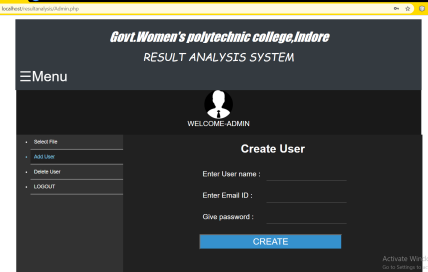 localhost/resultanalysis/Admin.php
Govt.Women's polytechnic college,Indore
RESULT ANALYSIS SYSTEM
☰Menu
WELCOME-ADMIN
Select File
Add User
Delete User
LOGOUT
Create User
Enter User name :
Enter Email ID :
Give password :
CREATE
Activate Wind
Go to Settings to